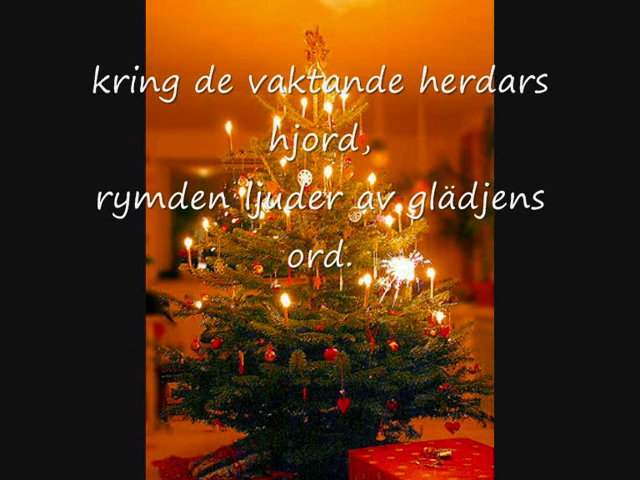 kring de vaktande herdars
hjord,
rymden ljuder av glädjens
ord.